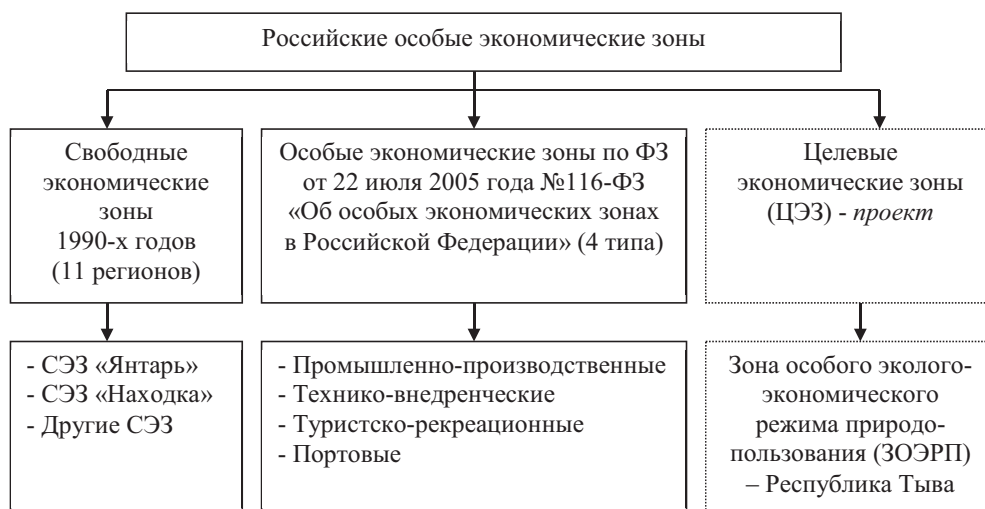 Российские особые экономические зоны
Свободные
экономические
зоны
1990-х годов
(11 регионов)
Особые экономические зоны по ФЗ
от 22 июля 2005 года №116-ФЗ
«Об особых экономических зонах
в Российской Федерации» (4 типа)
Целевые
экономические зоны
(ЦЭЗ) - проект
- СЭЗ «Янтарь»
- СЭЗ «Находка»
- Другие СЭЗ
- Промышленно-производственные
- Технико-внедренческие
- Туристско-рекреационные
- Портовые
Зона особого эколого-
экономического
режима природо-
пользования (ЗОЭРП)
– Республика Тыва